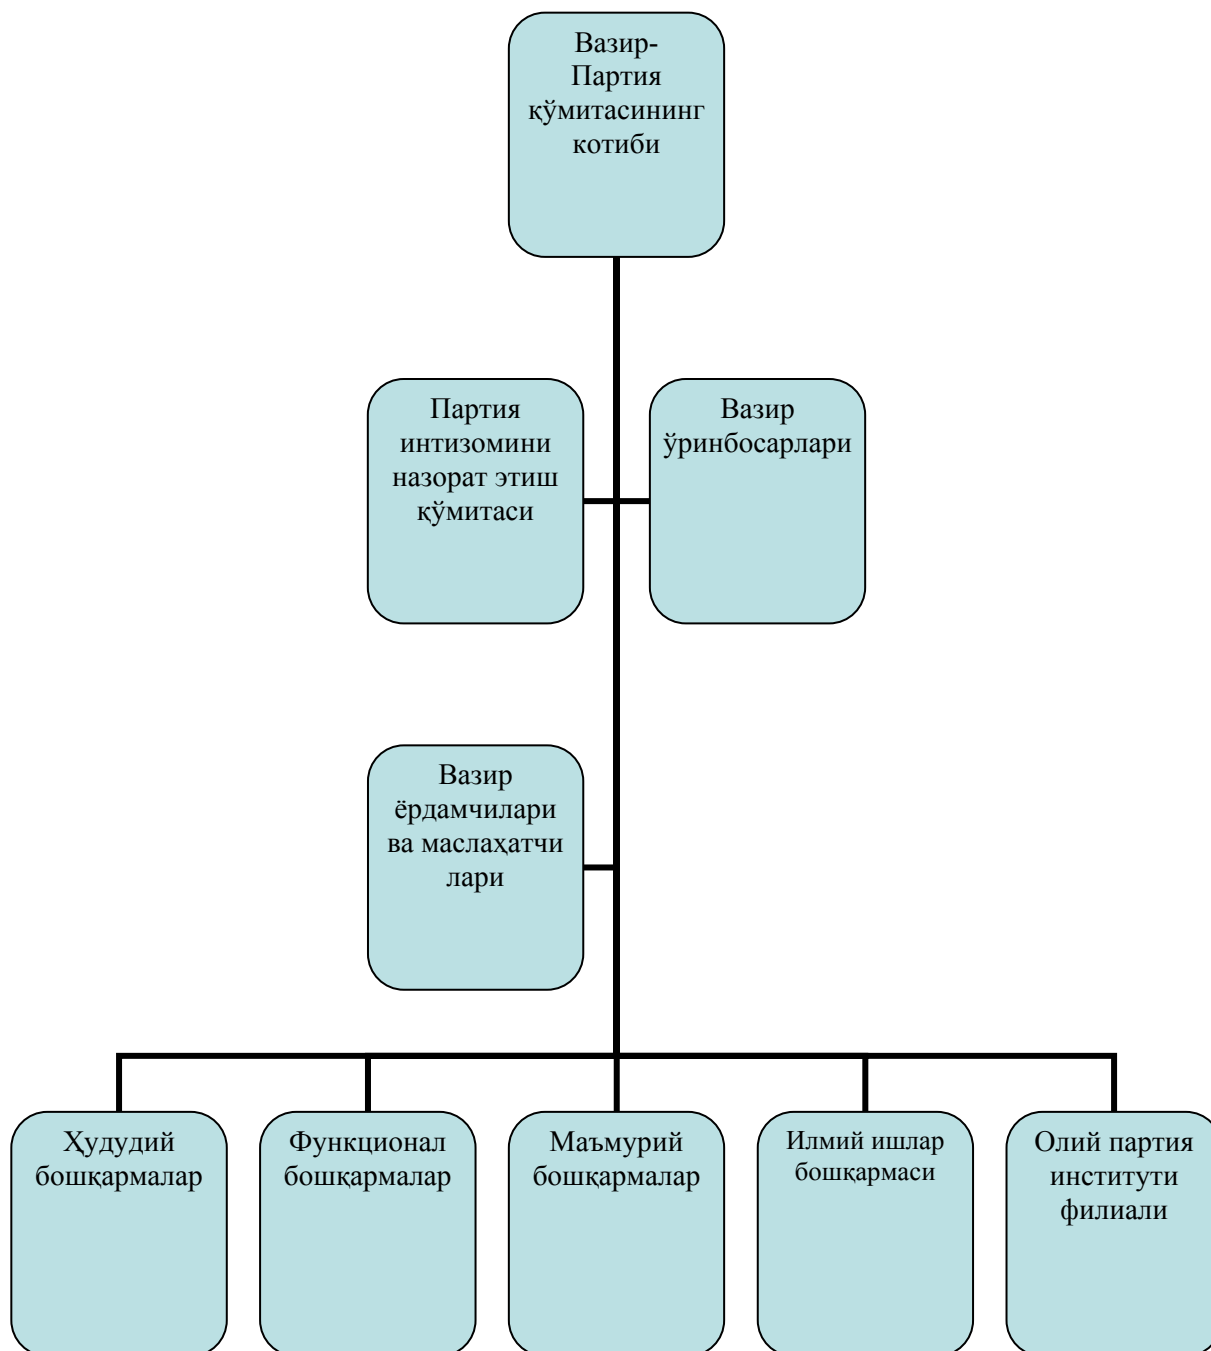 Вазир-
Партия
қўмитасининг
котиби
Партия
интизомини
назорат этиш
қўмитаси
Вазир
ўринбосарлари
Вазир
ёрдамчилари
ва маслаҳатчи
лари
Ҳудудий
бошқармалар
Функционал
бошқармалар
Маъмурий
бошқармалар
Илмий ишлар
бошқармаси
Олий партия
институти
филиали